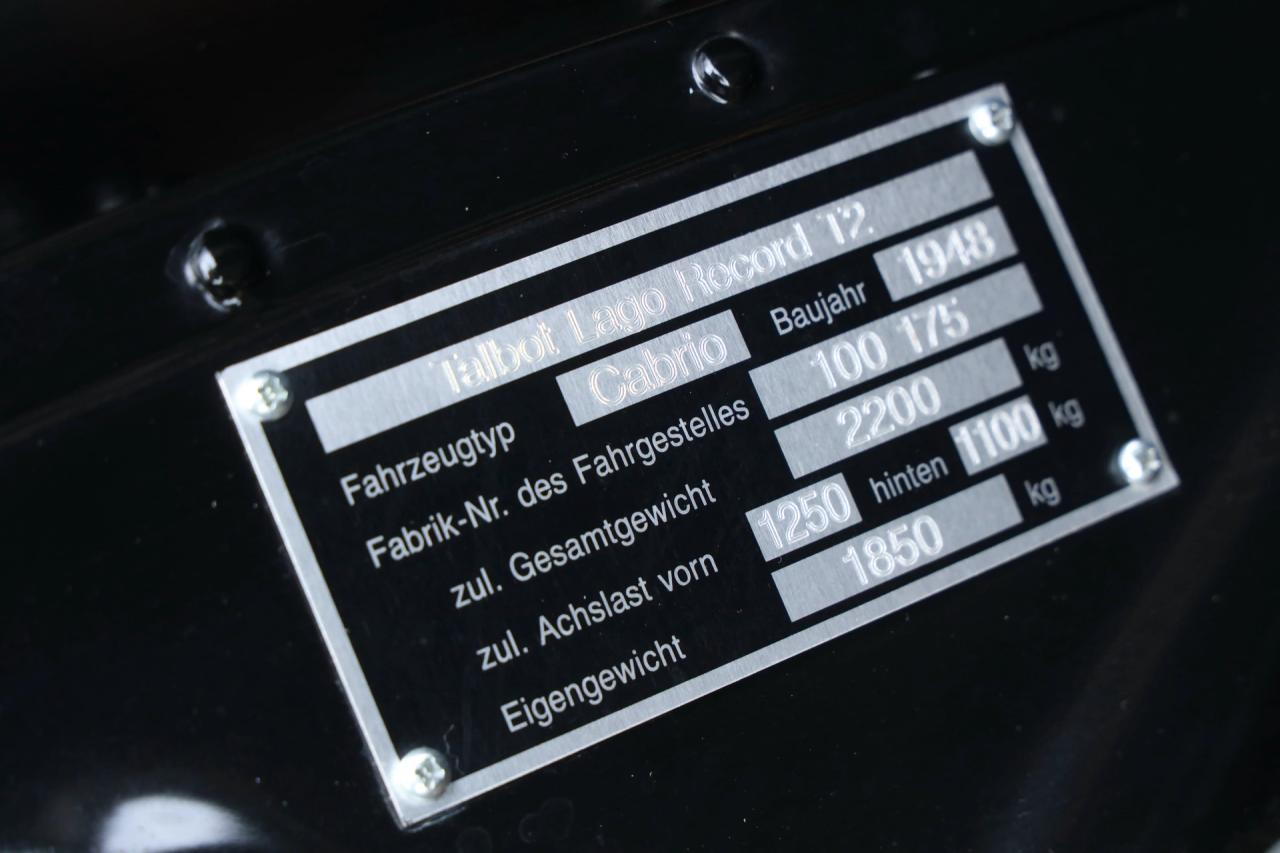 Talbot Lago Record T2
Fahrzeugtyp Cabrio Baujahr 1948
Fabrik-Nr. des Fahrgestelles 100 175
zul. Gesamtgewicht 2200 kg
zul. Achslast vorn 1250 hinten 1100 kg
Eigengewicht 1850 kg